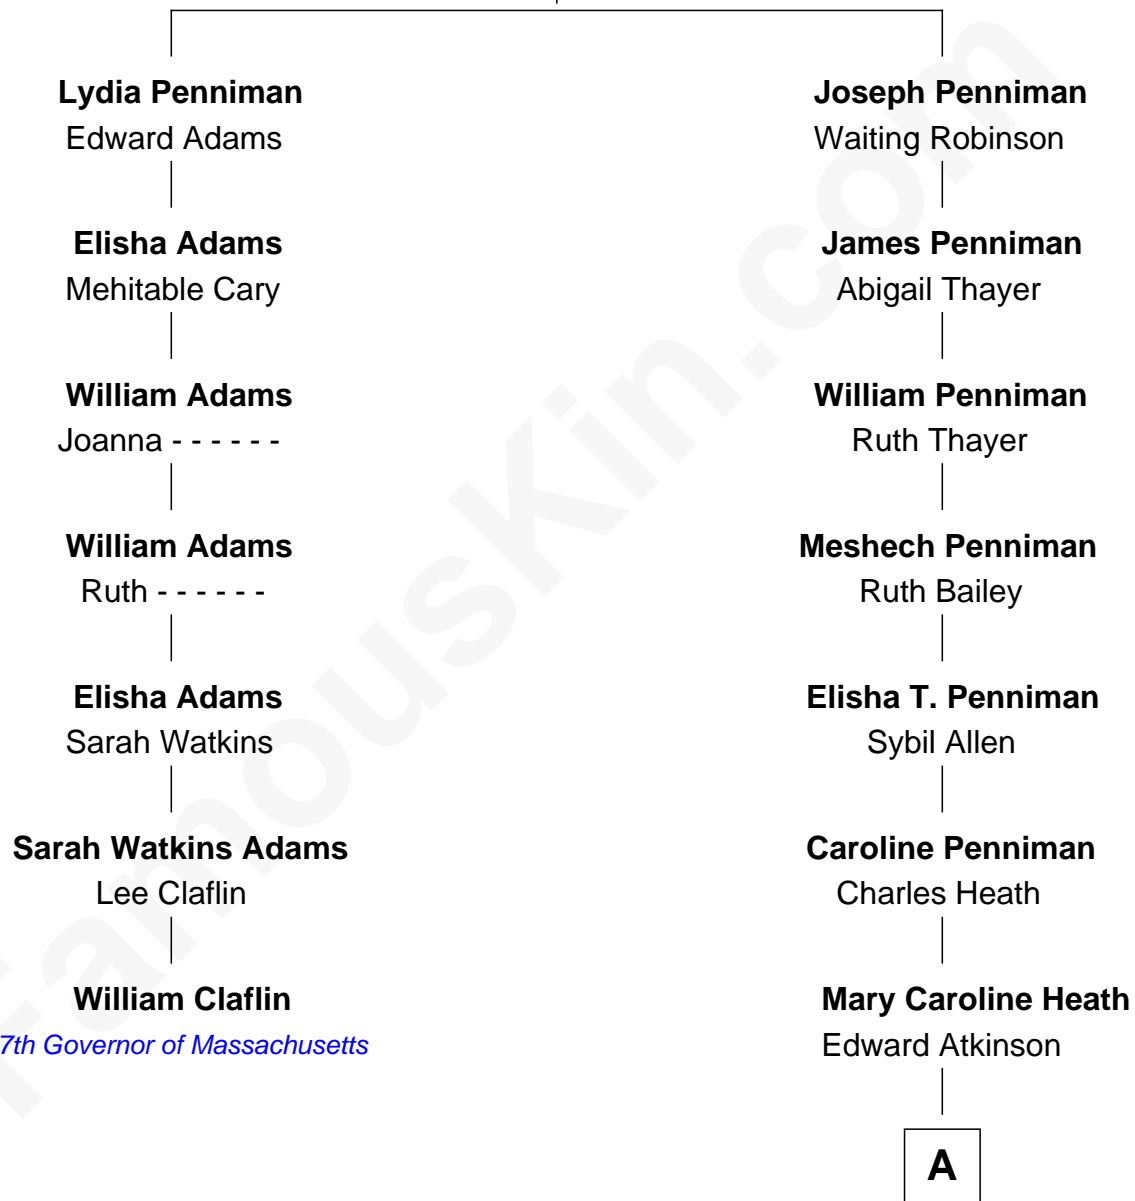 Lydia Penniman
Edward Adams
Joseph Penniman
Waiting Robinson
Elisha Adams
Mehitable Cary
James Penniman
Abigail Thayer
William Adams
Joanna - - - - - -
William Penniman
Ruth Thayer
William Adams
Ruth - - - - - -
Meshech Penniman
Ruth Bailey
Elisha Adams
Sarah Watkins
Elisha T. Penniman
Sybil Allen
Sarah Watkins Adams
Lee Claflin
Caroline Penniman
Charles Heath
William Claflin
7th Governor of Massachusetts
Mary Caroline Heath
Edward Atkinson
A
FamousKin.com